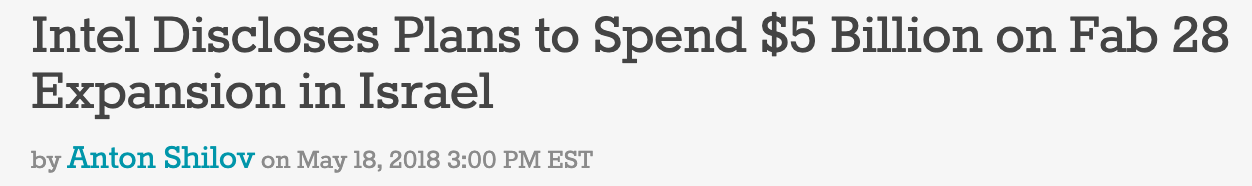 Intel Discloses Plans to Spend $5 Billion on Fab 28
Expansion in Israel
by Anton Shilov on May 18, 2018 3:00 PM EST